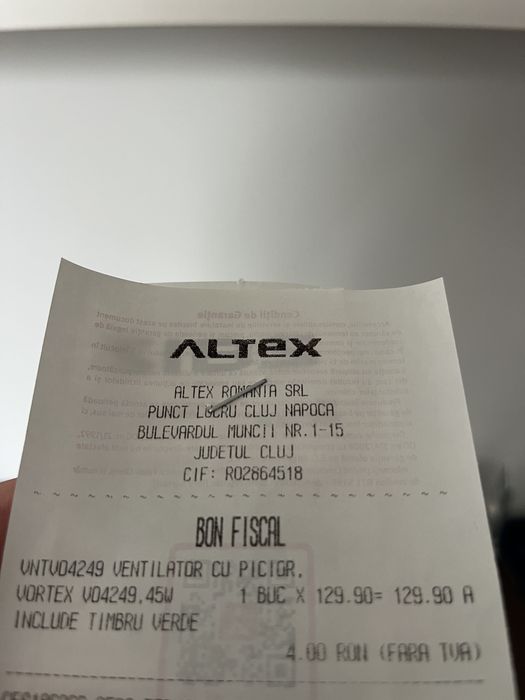 ALTEX
ALTEX ROMANIA SRL
PUNCT LUCRU CLUJ NAPOCA
BULEVARDUL MUNCII NR.1-15
JUDETUL CLUJ
CIF: RO2864518
BON FISCAL
VNTVO4249 VENTILATOR CU PICIOR,
VORTEX VO4249,45W 1 BUC X 129.90= 129.90 A
INCLUDE TIMBRU VERDE
4.00 RON (FARA TVA)